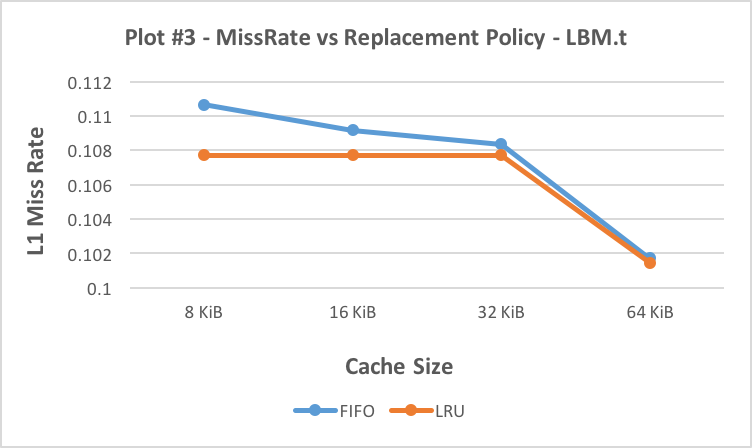 Plot #3 - MissRate vs Replacement Policy - LBM.t
L1 Miss Rate
0.112
0.11
0.108
0.106
0.104
0.102
0.1
8 KiB 16 KiB 32 KiB 64 KiB
Cache Size
FIFO LRU